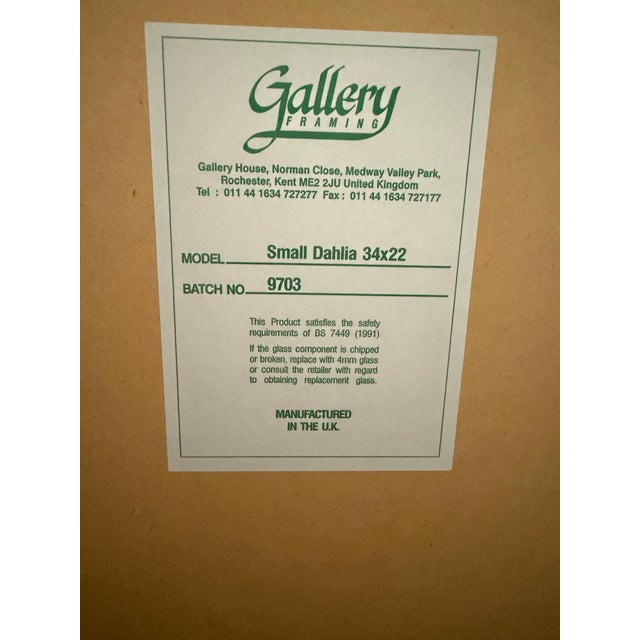 Gallery
FRAMING
Gallery House, Norman Close, Medway Valley Park,
Rochester, Kent ME2 2JU United Kingdom
Tel : 011 44 1634 727277 Fax : 011 44 1634 727177
MODEL Small Dahlia 34x22
BATCH NO. 9703
This Product satisfies the safety
requirements of BS 7449 (1991)
If the glass component is chipped
or broken, replace with 4mm glass
or consult the retailer with regard
to obtaining replacement glass.
MANUFACTURED
IN THE U.K.